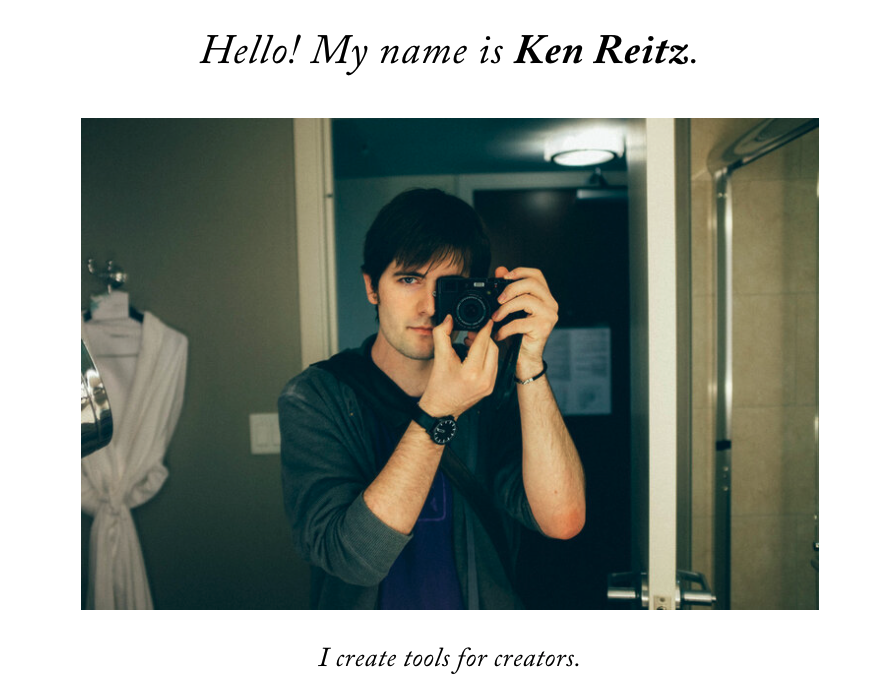 Hello! My name is Ken Reitz.
I create tools for creators.